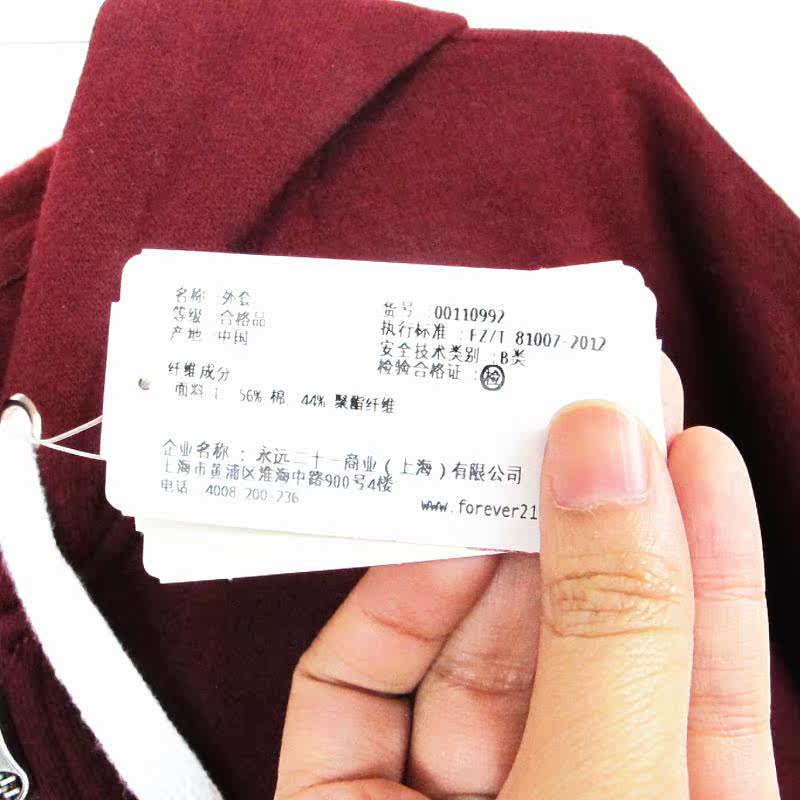 名称 :外套
等级 :合格品
产地 :中国
货号 :00110992
执行标准 :FZ/T 81007-2012
安全技术类别 :B类
检验合格证 :检
纤维成分
面料1: 56% 棉, 44% 聚酯纤维
企业名称 : 永远二十一商业(上海)有限公司
上海市黄浦区淮海中路900号4楼
电话 4008 200-236
www.forever21